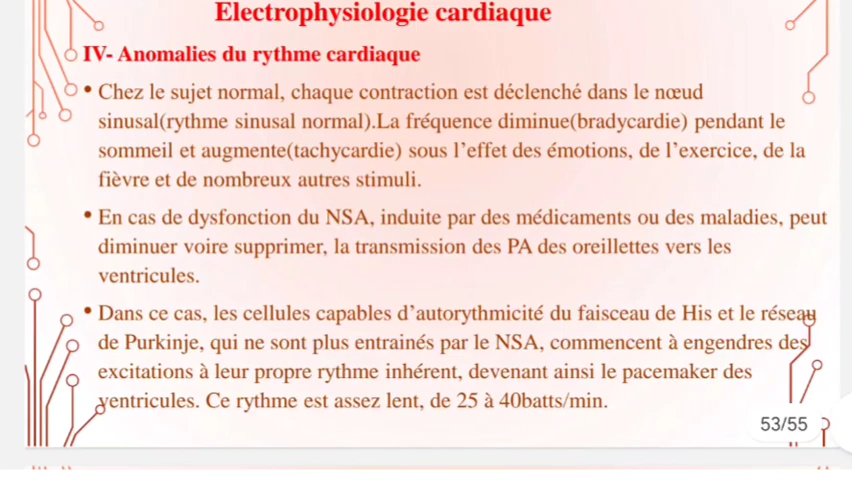 Electrophysiologie cardiaque
IV- Anomalies du rythme cardiaque
• Chez le sujet normal, chaque contraction est déclenché dans le nœud
sinusal(rythme sinusal normal).La fréquence diminue(bradycardie) pendant le
sommeil et augmente(tachycardie) sous l’effet des émotions, de l’exercice, de la
fièvre et de nombreux autres stimuli.
• En cas de dysfonction du NSA, induite par des médicaments ou des maladies, peut
diminuer voire supprimer, la transmission des PA des oreillettes vers les
ventricules.
• Dans ce cas, les cellules capables d’autorythmicité du faisceau de His et le réseau
de Purkinje, qui ne sont plus entrainés par le NSA, commencent à engendres des
excitations à leur propre rythme inhérent, devenant ainsi le pacemaker des
ventricules. Ce rythme est assez lent, de 25 à 40batts/min.
53/55